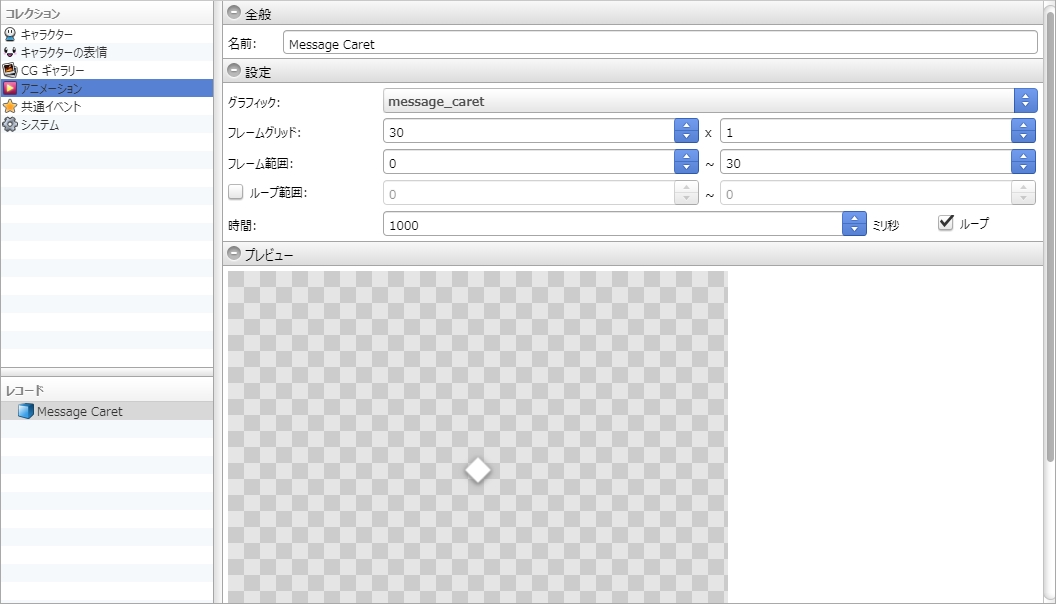 コレクション
キャラクター
キャラクターの表情
CG ギャラリー
アニメーション
共通イベント
システム
レコード
Message Caret
全般
名前: Message Caret
設定
グラフィック: message_caret
フレームグリッド: 30 x 1
フレーム範囲: 0 ~ 30
ループ範囲: 0 ~ 0
時間: 1000 ミリ秒 ループ
プレビュー